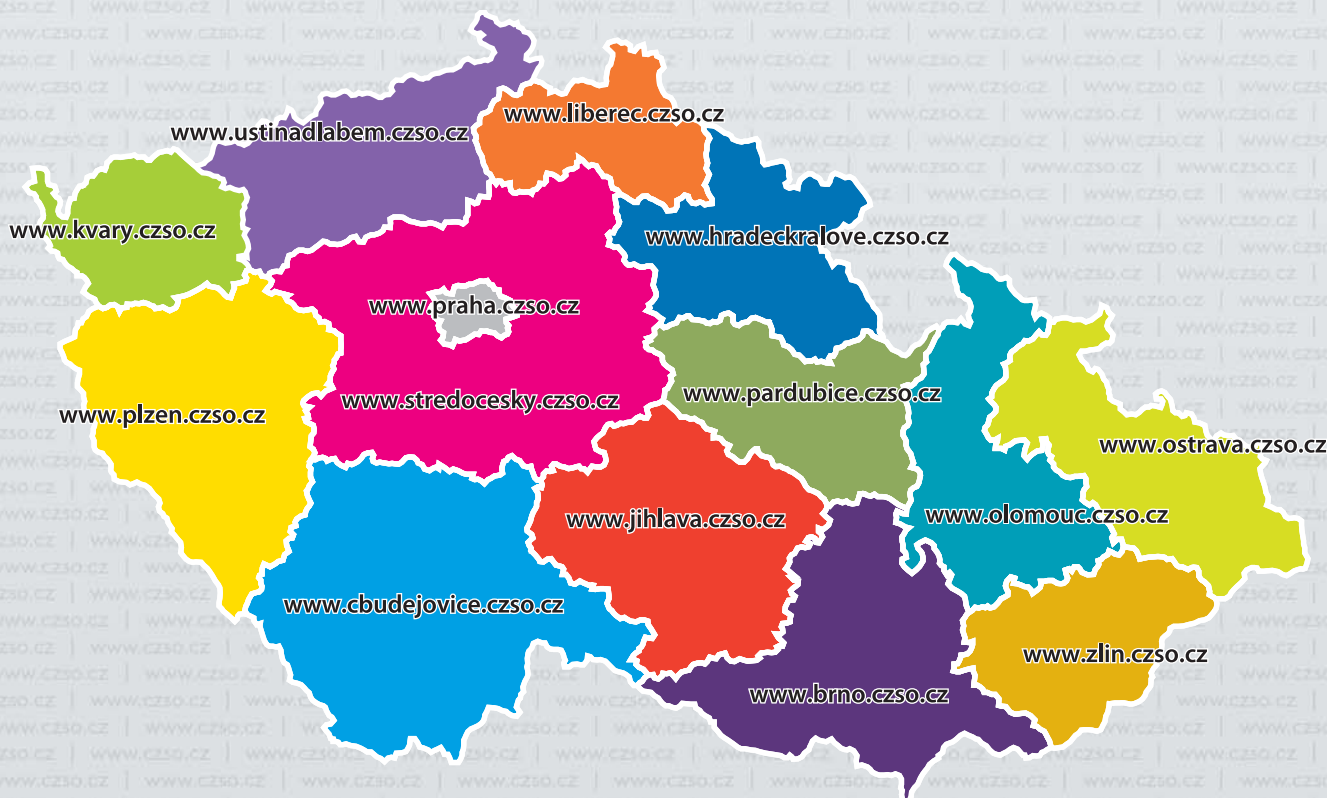 www.liberec.czso.cz
www.ustinadlabem.czso.cz
www.kvary.czso.cz
www.hradeckralove.czso.cz
www.praha.czso.cz
www.pardubice.czso.cz
www.stredocesky.czso.cz
www.plzen.czso.cz
www.ostrava.czso.cz
www.olomouc.czso.cz
www.jihlava.czso.cz
www.cbudejovice.czso.cz
www.zlin.czso.cz
www.brno.czso.cz